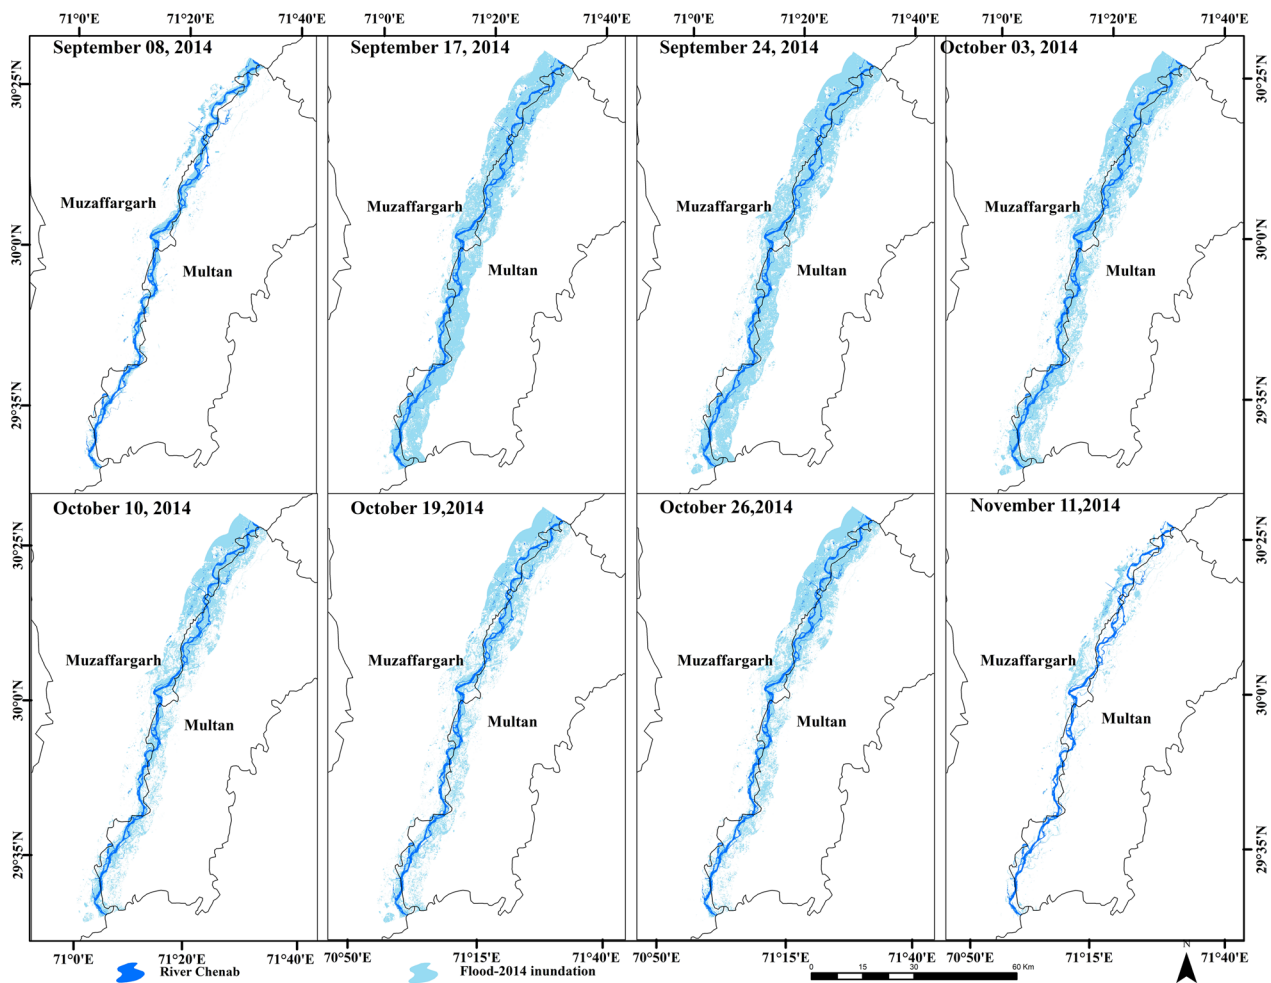 71°0'E 71°20'E 71°40'E 71°0'E 71°20'E 71°40'E 71°0'E 71°20'E 71°40'E 71°0'E 71°20'E 71°40'E
September 08, 2014 September 17, 2014 September 24, 2014 October 03, 2014
30°25'N 30°25'N
Muzaffargarh Muzaffargarh Muzaffargarh Muzaffargarh
30°0'N 30°0'N
Multan Multan Multan Multan
29°35'N 29°35'N
October 10, 2014 October 19,2014 October 26,2014 November 11,2014
30°25'N 30°25'N
Muzaffargarh Muzaffargarh Muzaffargarh Muzaffargarh
30°0'N 30°0'N
Multan Multan Multan Multan
29°35'N 29°35'N
71°0'E 71°20'E 71°40'E 70°50'E 71°15'E 71°40'E 70°50'E 71°15'E 71°40'E 70°50'E 71°15'E 71°40'E
River Chenab Flood-2014 inundation
0 15 30 60 Km
N